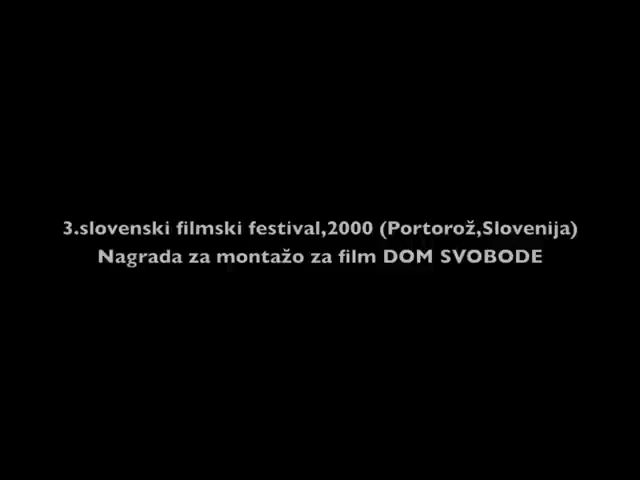 3.slovenski filmski festival,2000 (Portorož,Slovenija)
Nagrada za montažo za film DOM SVOBODE